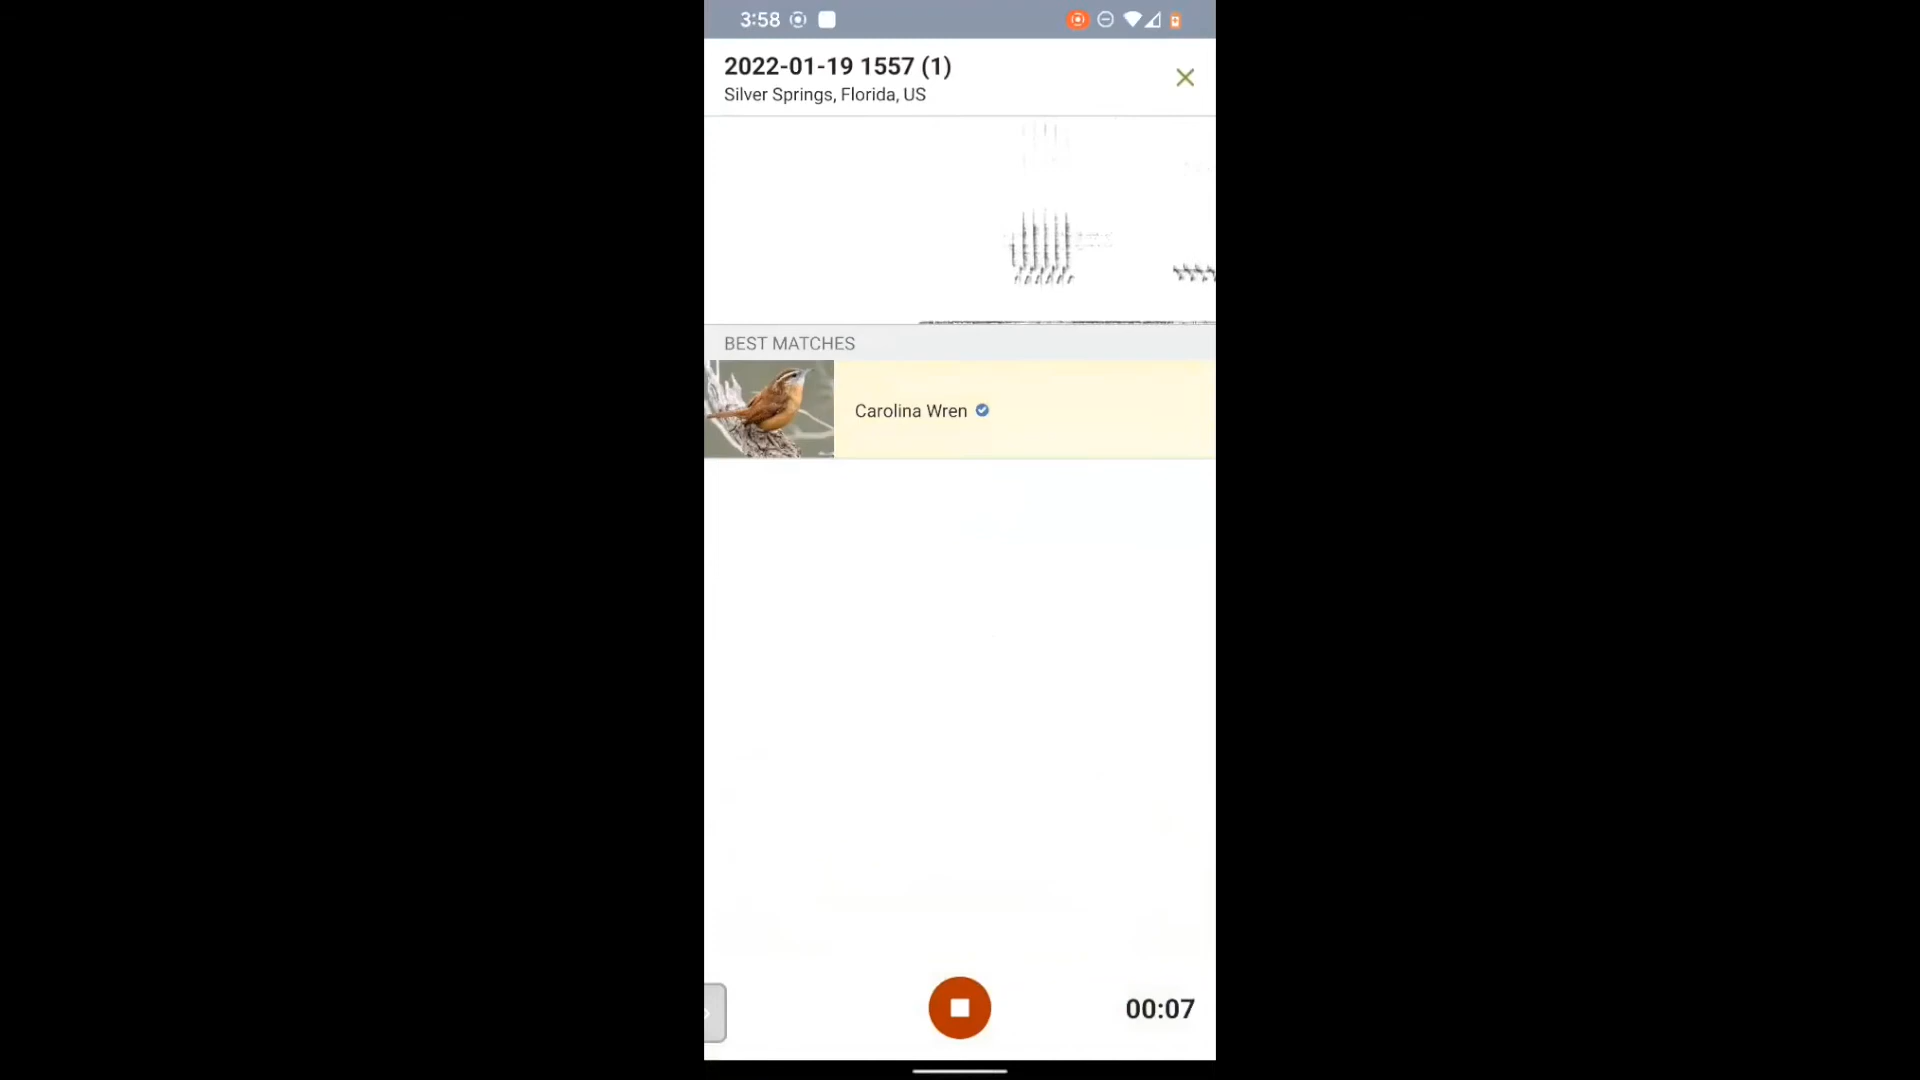 3:58
2022-01-19 1557 (1)
Silver Springs, Florida, US
BEST MATCHES
Carolina Wren
00:07